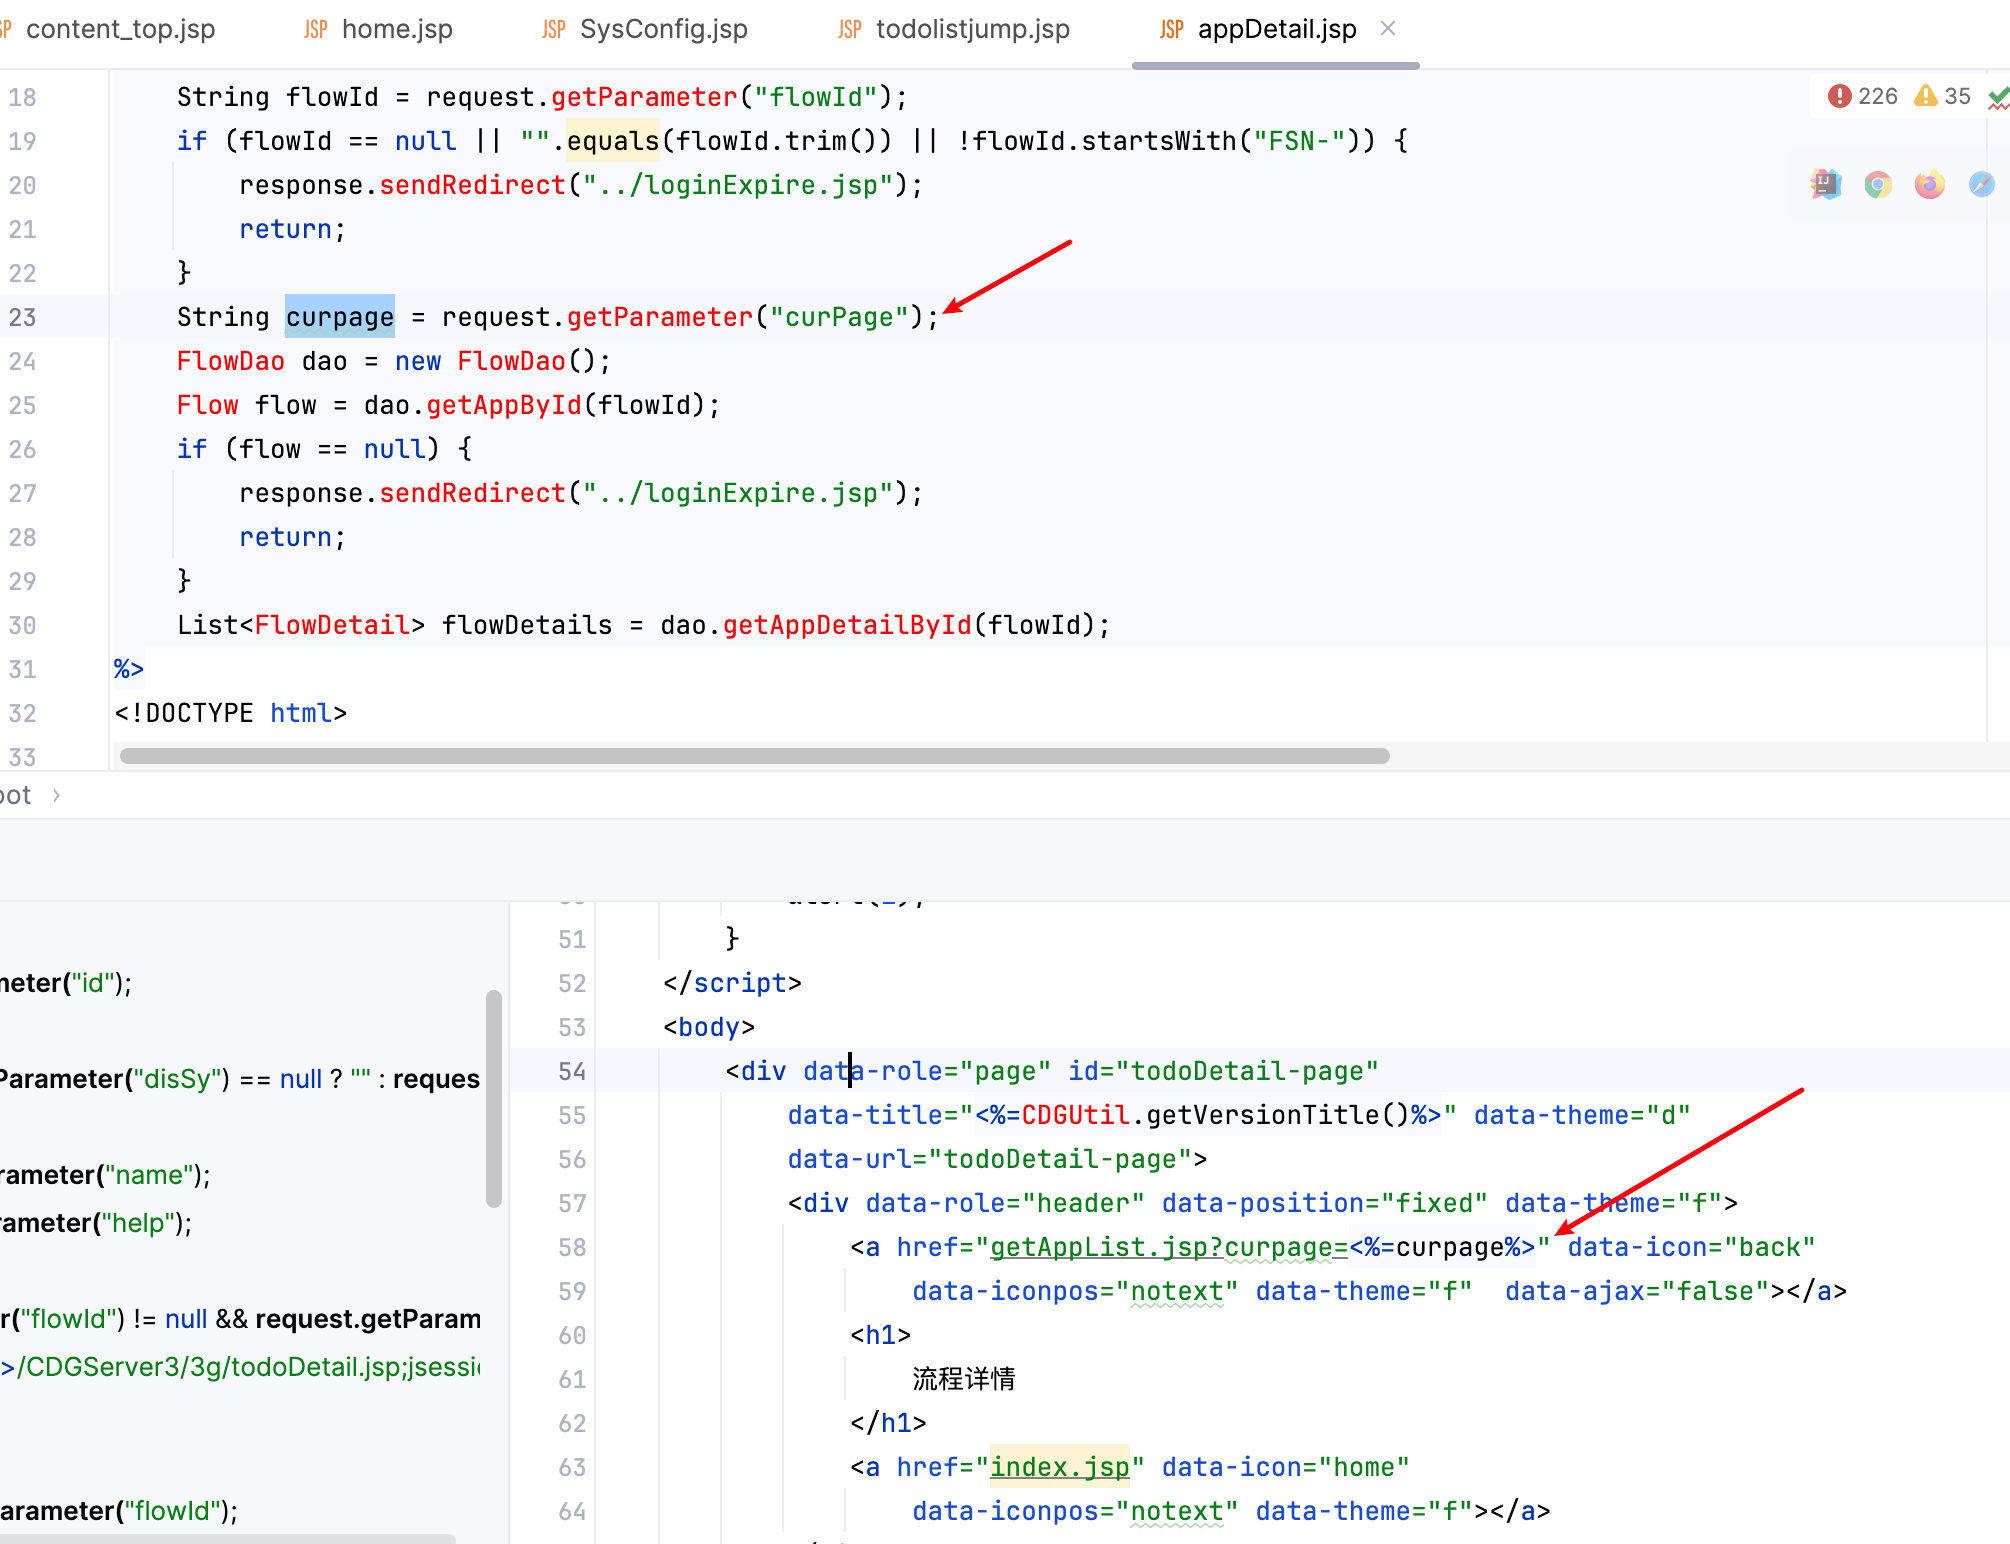 content_top.jsp JSP home.jsp JSP SysConfig.jsp JSP todolistjump.jsp JSP appDetail.jsp
226 35
18 String flowId = request.getParameter("flowId");
19 if (flowId == null || "".equals(flowId.trim()) || !flowId.startsWith("FSN-")) {
20 response.sendRedirect("../loginExpire.jsp");
21 return;
22 }
23 String curpage = request.getParameter("curPage");
24 FlowDao dao = new FlowDao();
25 Flow flow = dao.getAppById(flowId);
26 if (flow == null) {
27 response.sendRedirect("../loginExpire.jsp");
28 return;
29 }
30 List<FlowDetail> flowDetails = dao.getAppDetailById(flowId);
31 %>
32 <!DOCTYPE html>
33
oot ›
meter("id");
Parameter("disSy") == null ? "" : reques
rameter("name");
rameter("help");
r("flowId") != null && request.getParam
>/CDGServer3/3g/todoDetail.jsp;jsessi
arameter("flowId");
51 }
52 </script>
53 <body>
54 <div data-role="page" id="todoDetail-page"
55 data-title="<%=CDGUtil.getVersionTitle()%>" data-theme="d"
56 data-url="todoDetail-page">
57 <div data-role="header" data-position="fixed" data-theme="f">
58 <a href="getAppList.jsp?curpage=<%=curpage%>" data-icon="back"
59 data-iconpos="notext" data-theme="f" data-ajax="false"></a>
60 <h1>
61 流程详情
62 </h1>
63 <a href="index.jsp" data-icon="home"
64 data-iconpos="notext" data-theme="f"></a>